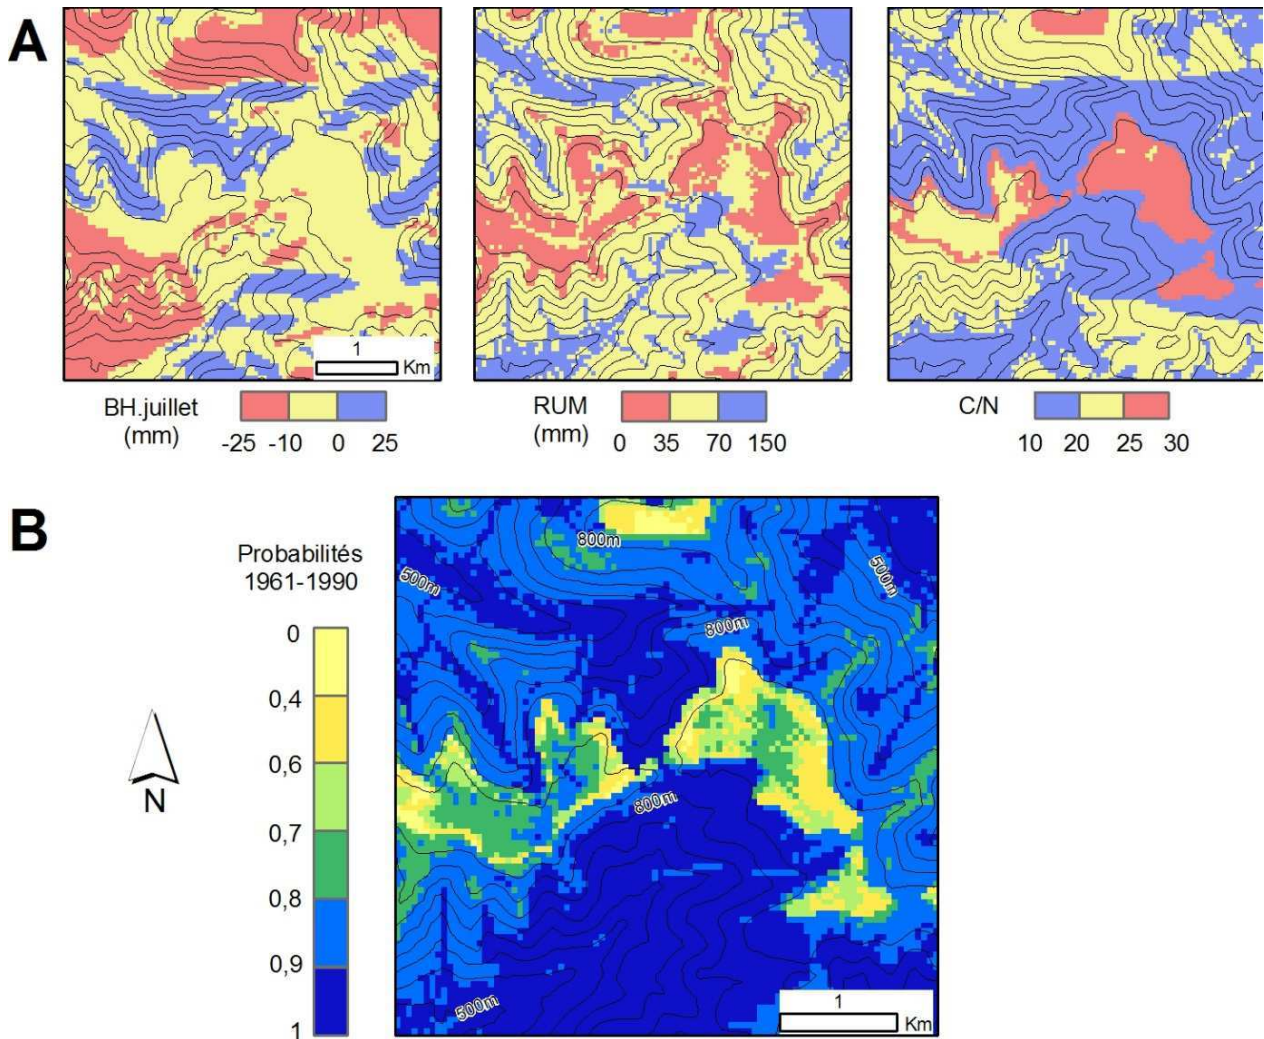 A
1
Km
BH.juillet
(mm)
-25 -10 0 25
RUM
(mm)
0 35 70 150
C/N
10 20 25 30
B
Probabilités
1961-1990
0
0,4
0,6
0,7
0,8
0,9
1
N
800m
500m
500m
800m
800m
500m
1
Km